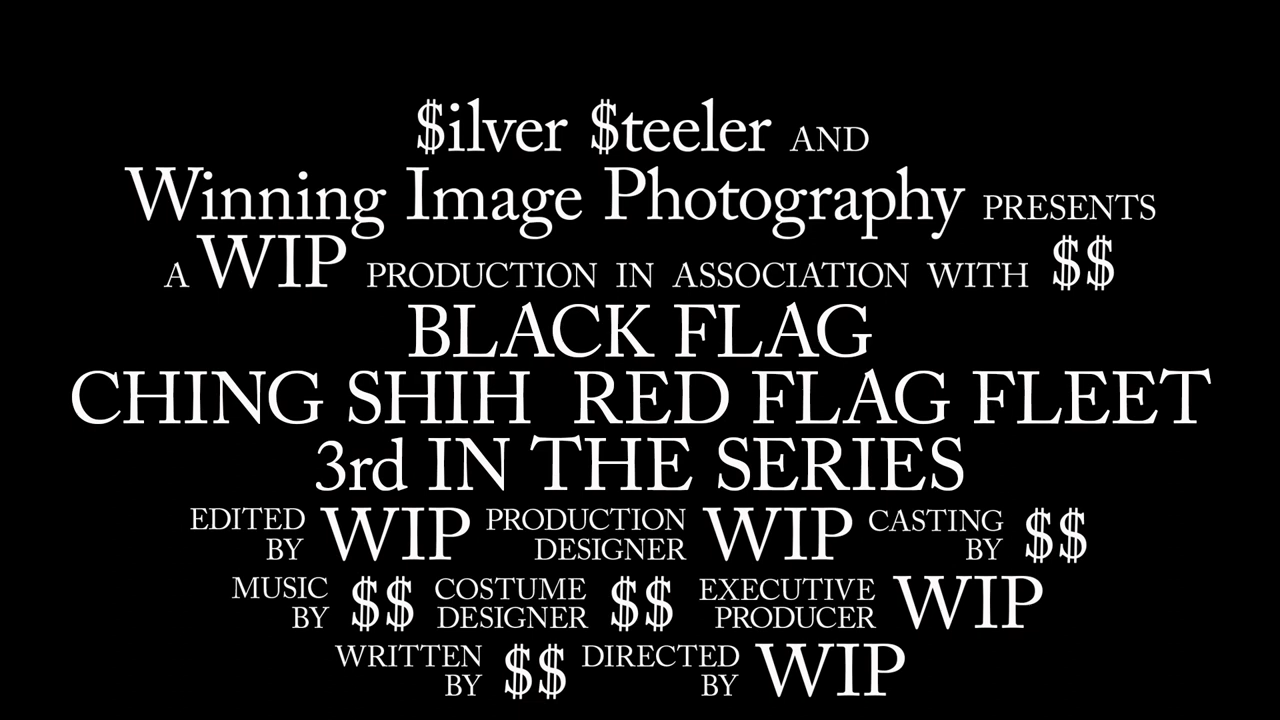 $ilver $teeler AND
Winning Image Photography PRESENTS
A WIP PRODUCTION IN ASSOCIATION WITH $$
BLACK FLAG
CHING SHIH RED FLAG FLEET
3rd IN THE SERIES
EDITED BY WIP PRODUCTION DESIGNER WIP CASTING BY $$
MUSIC BY $$ COSTUME DESIGNER $$ EXECUTIVE PRODUCER WIP
WRITTEN BY $$ DIRECTED BY WIP